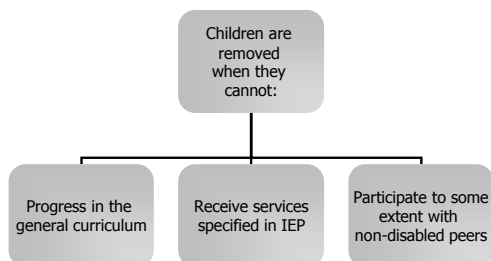 Children are
removed
when they
cannot:
Progress in the
general curriculum
Receive services
specified in IEP
Participate to some
extent with
non-disabled peers